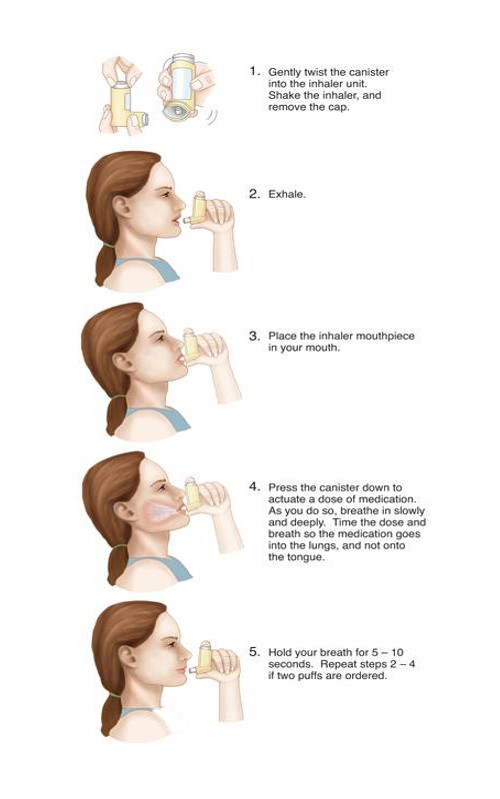 1. Gently twist the canister
into the inhaler unit.
Shake the inhaler, and
remove the cap.
2. Exhale.
3. Place the inhaler mouthpiece
in your mouth.
4. Press the canister down to
actuate a dose of medication.
As you do so, breathe in slowly
and deeply. Time the dose and
breath so the medication goes
into the lungs, and not onto
the tongue.
5. Hold your breath for 5 – 10
seconds. Repeat steps 2 – 4
if two puffs are ordered.